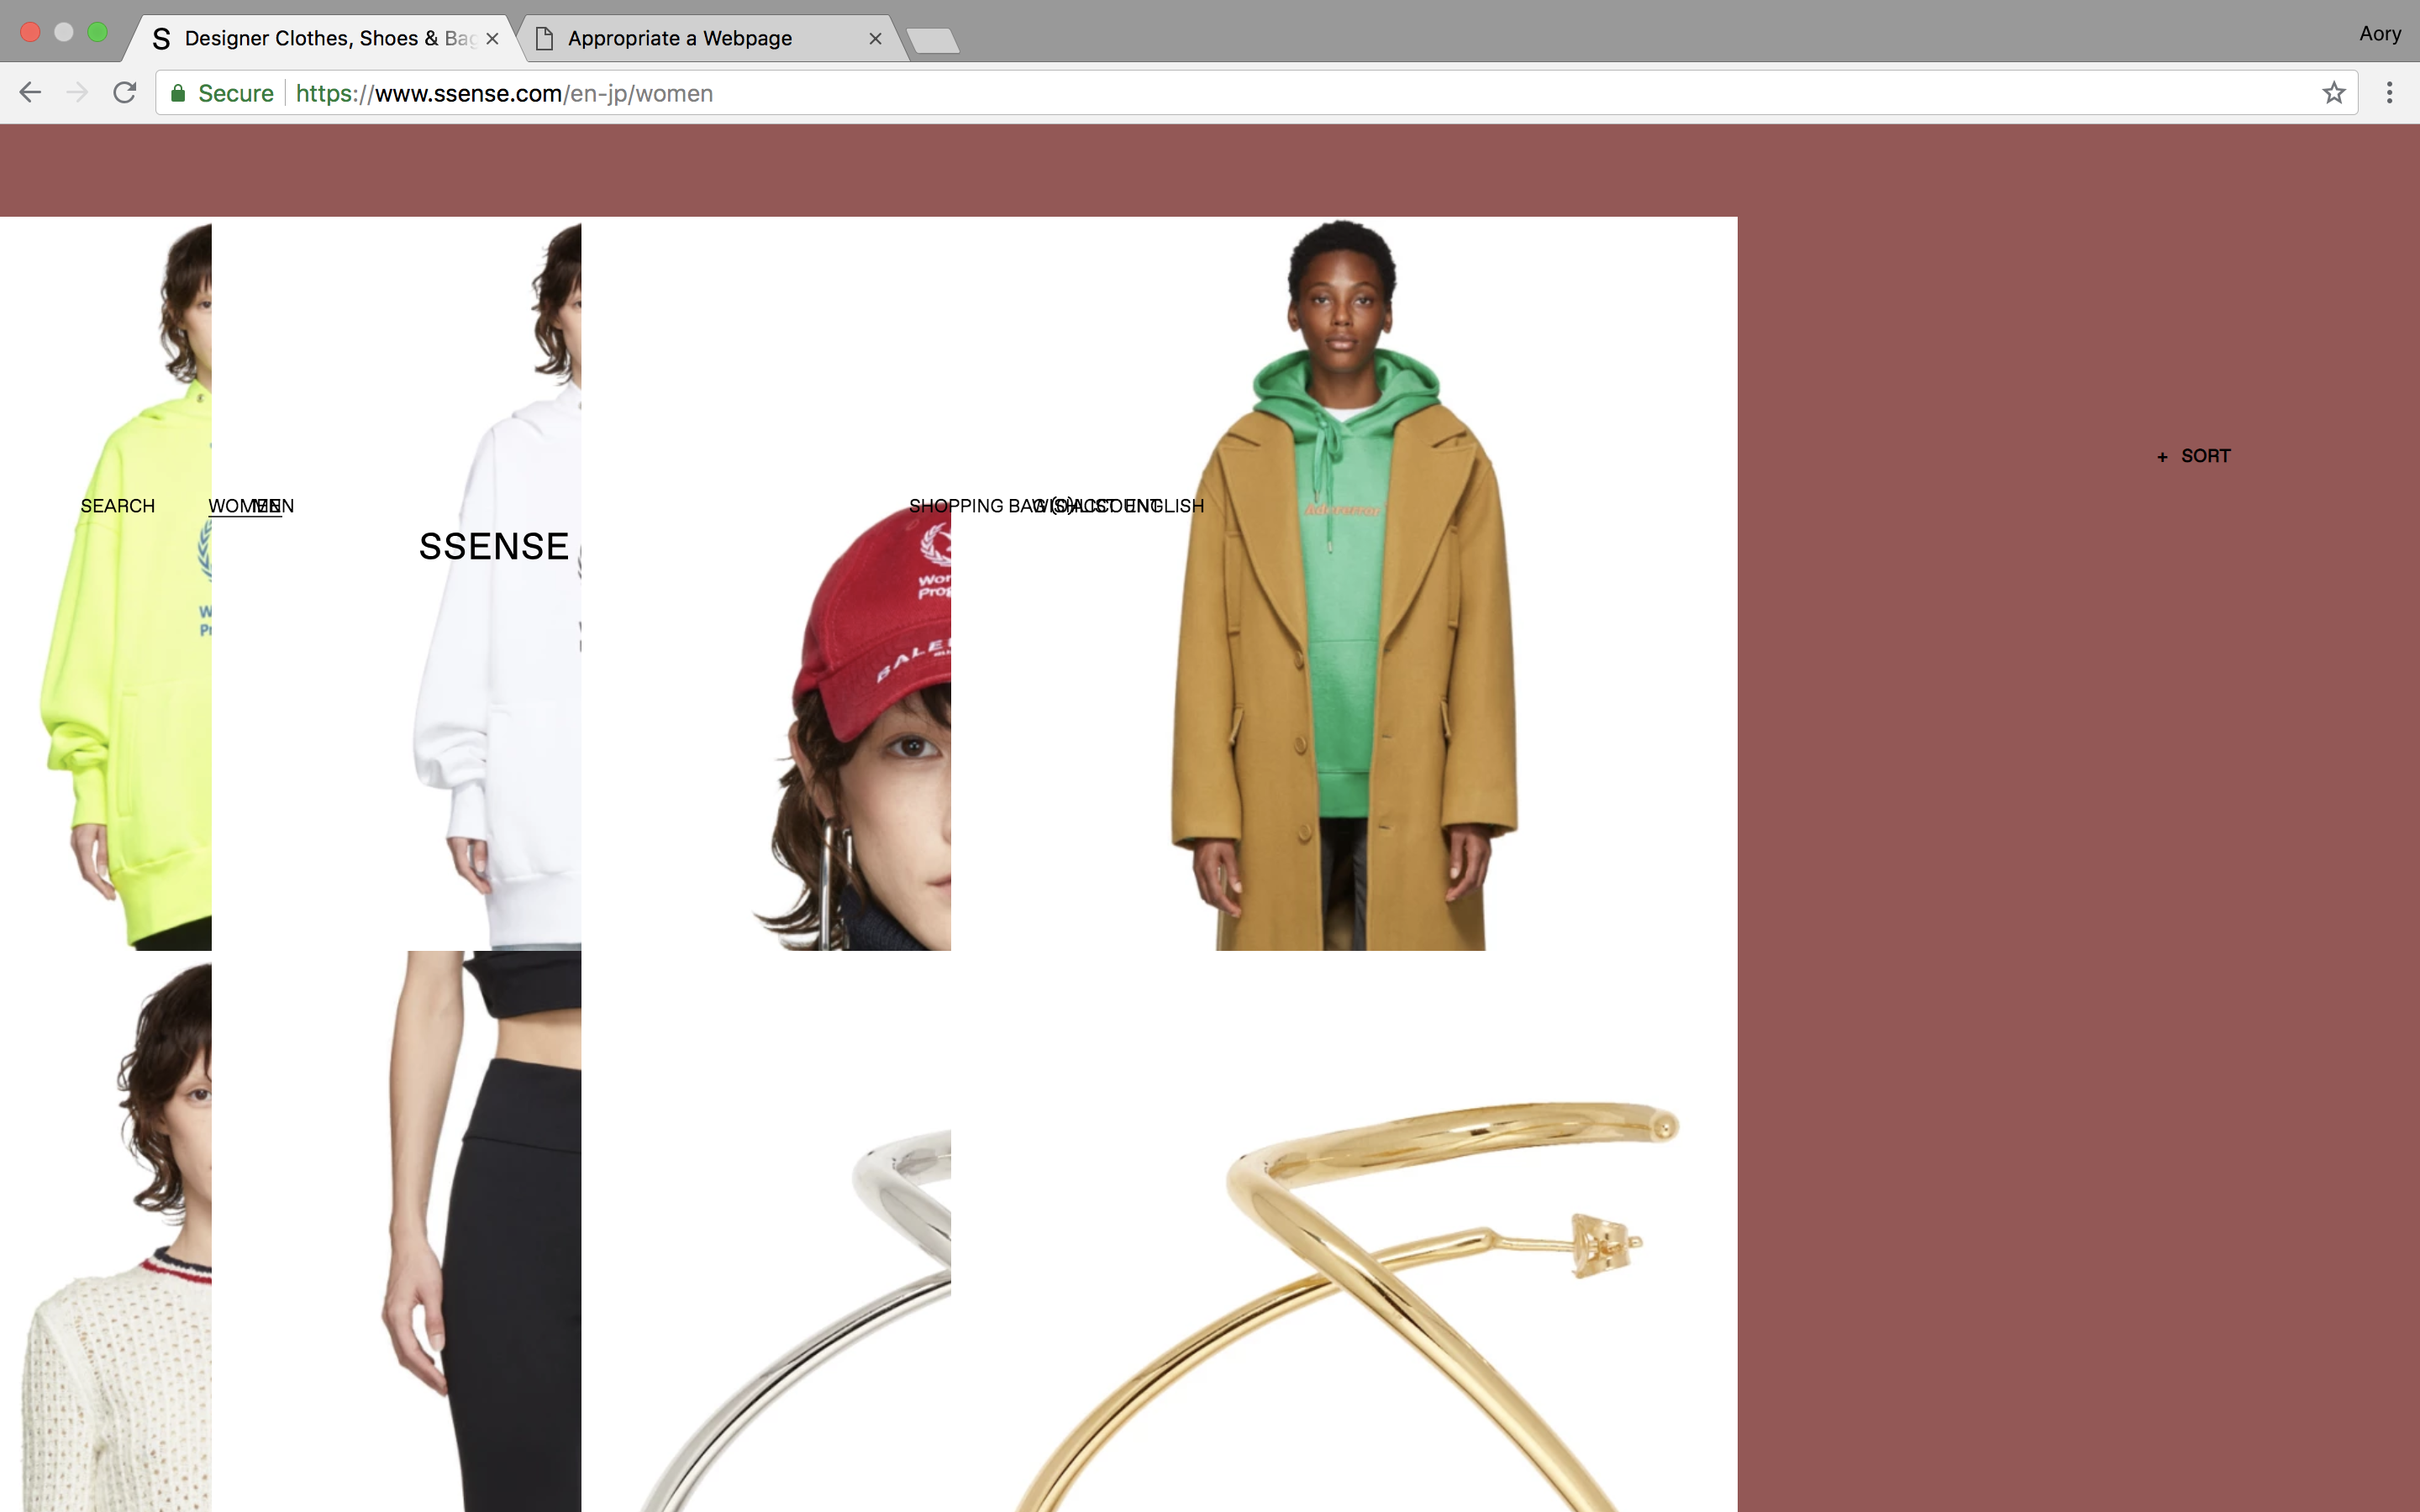 Designer Clothes, Shoes & Bag
Appropriate a Webpage
Aory
Secure
https://www.ssense.com/en-jp/women
+ SORT
SEARCH
WOMEN
MEN
SHOPPING BAG (0)
WISHLIST
ACCOUNT
ENGLISH
SSENSE